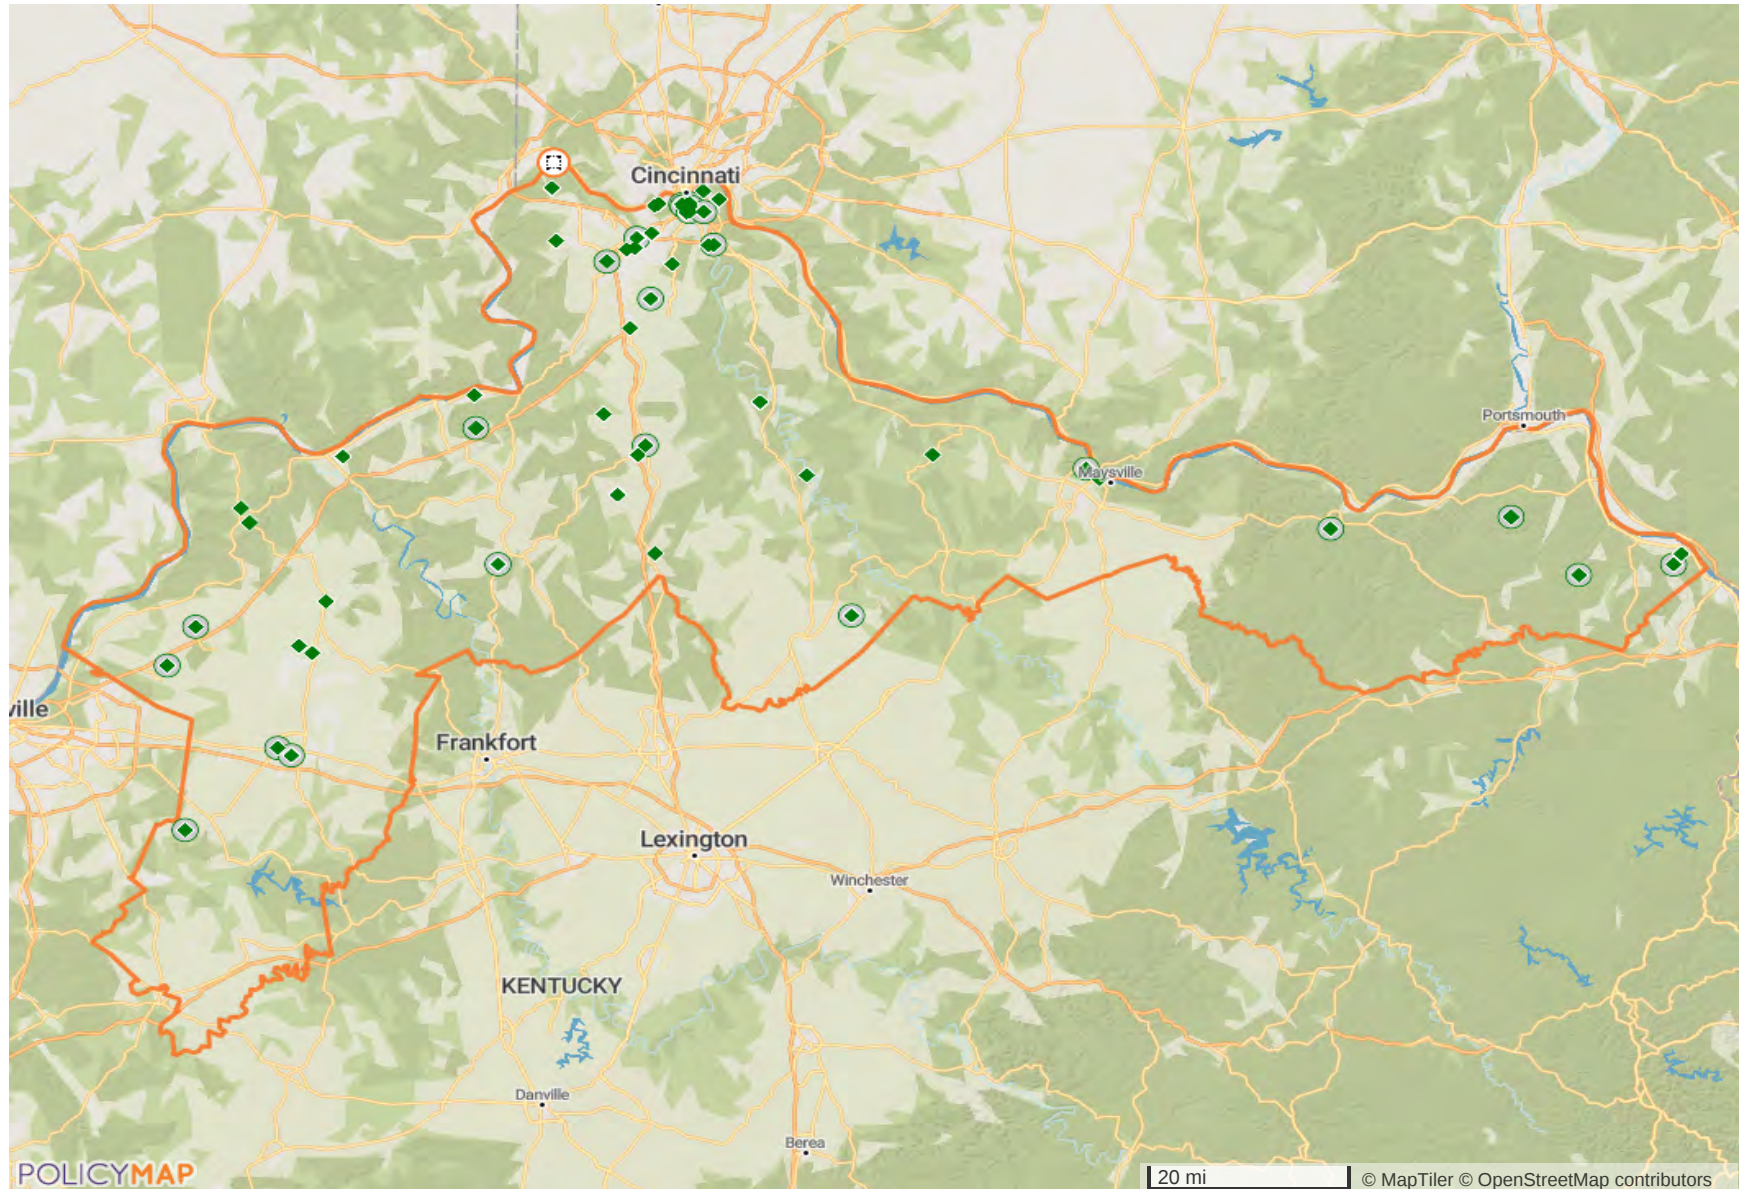 Cincinnati
Portsmouth
Maysville
ville
Frankfort
Lexington
Winchester
KENTUCKY
Danville
Berea
POLICYMAP
20 mi
© MapTiler © OpenStreetMap contributors